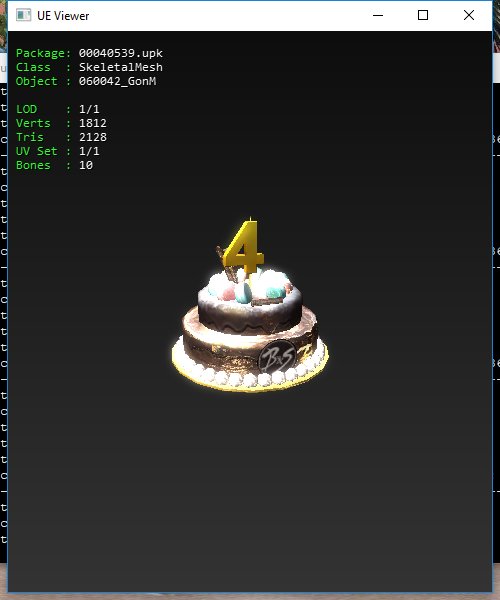 UE Viewer
Package: 00040539.upk
Class : SkeletalMesh
Object : 060042_GonM
LOD : 1/1
Verts : 1812
Tris : 2128
UV Set : 1/1
Bones : 10
4
B&S